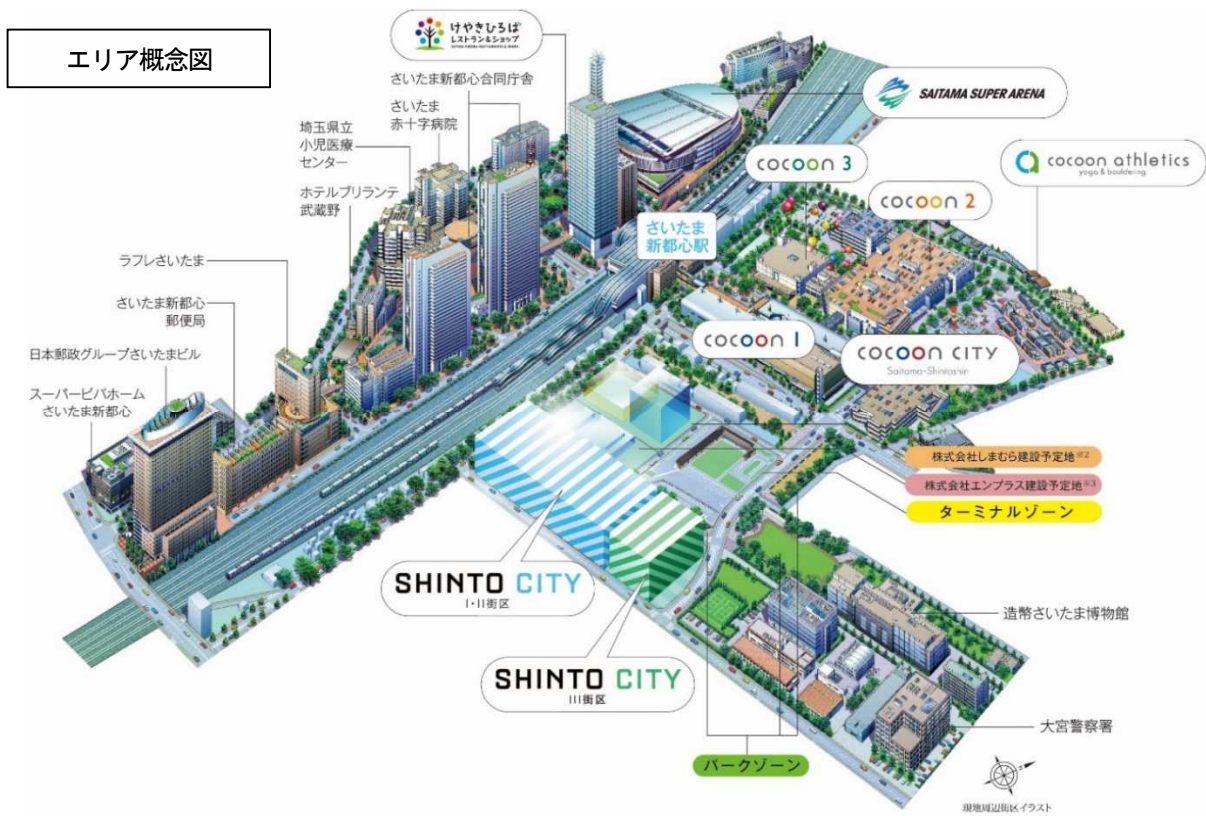 エリア概念図
けやきひろば
レストラン&ショップ
さいたま新都心合同庁舎
さいたま
赤十字病院
埼玉県立
小児医療
センター
ホテルブリランテ
武蔵野
ラフレさいたま
さいたま新都心
郵便局
日本郵政グループさいたまビル
スーパービバホーム
さいたま新都心
SAITAMA SUPER ARENA
cocoon 3
cocoon athletics
yoga & bouldering
cocoon 2
さいたま
新都心駅
cocoon 1
cocoon CITY
Saitama-Shintoshin
株式会社しまむら建設予定地※2
株式会社エンプラス建設予定地※3
ターミナルゾーン
SHINTO CITY
I・II街区
SHINTO CITY
III街区
造幣さいたま博物館
大宮警察署
パークゾーン
現地周辺街区イラスト